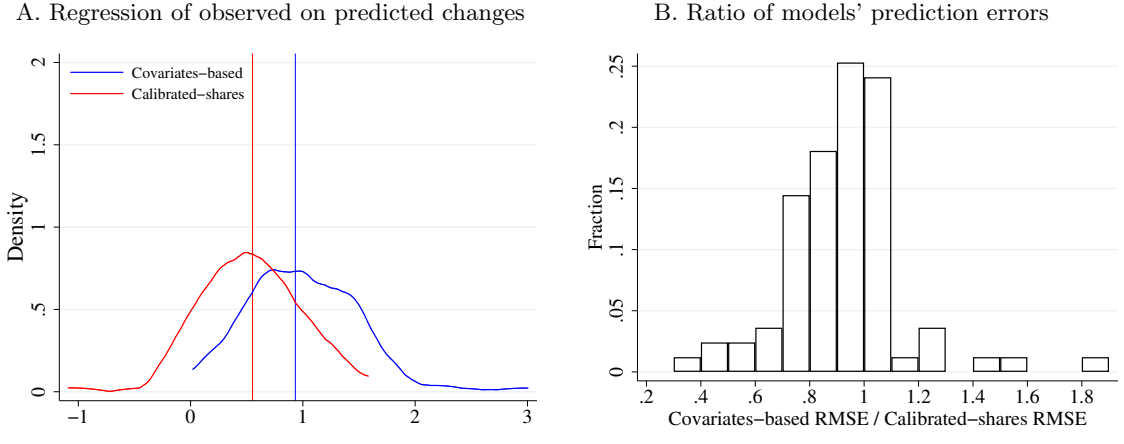 A. Regression of observed on predicted changes
2
1.5
1
.5
0
Density
Covariates−based
Calibrated−shares
−1 0 1 2 3
B. Ratio of models’ prediction errors
.25
.2
.15
.1
.05
0
Fraction
.2 .4 .6 .8 1 1.2 1.4 1.6 1.8
Covariates−based RMSE / Calibrated−shares RMSE